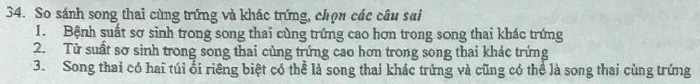 34. So sánh song thai cùng trứng và khác trứng, chọn các câu sai
1. Bệnh suất sơ sinh trong song thai cùng trứng cao hơn trong song thai khác trứng
2. Tử suất sơ sinh trong song thai cùng trứng cao hơn trong song thai khác trứng
3. Song thai có hai túi ối riêng biệt có thể là song thai khác trứng và cũng có thể là song thai cùng trứng